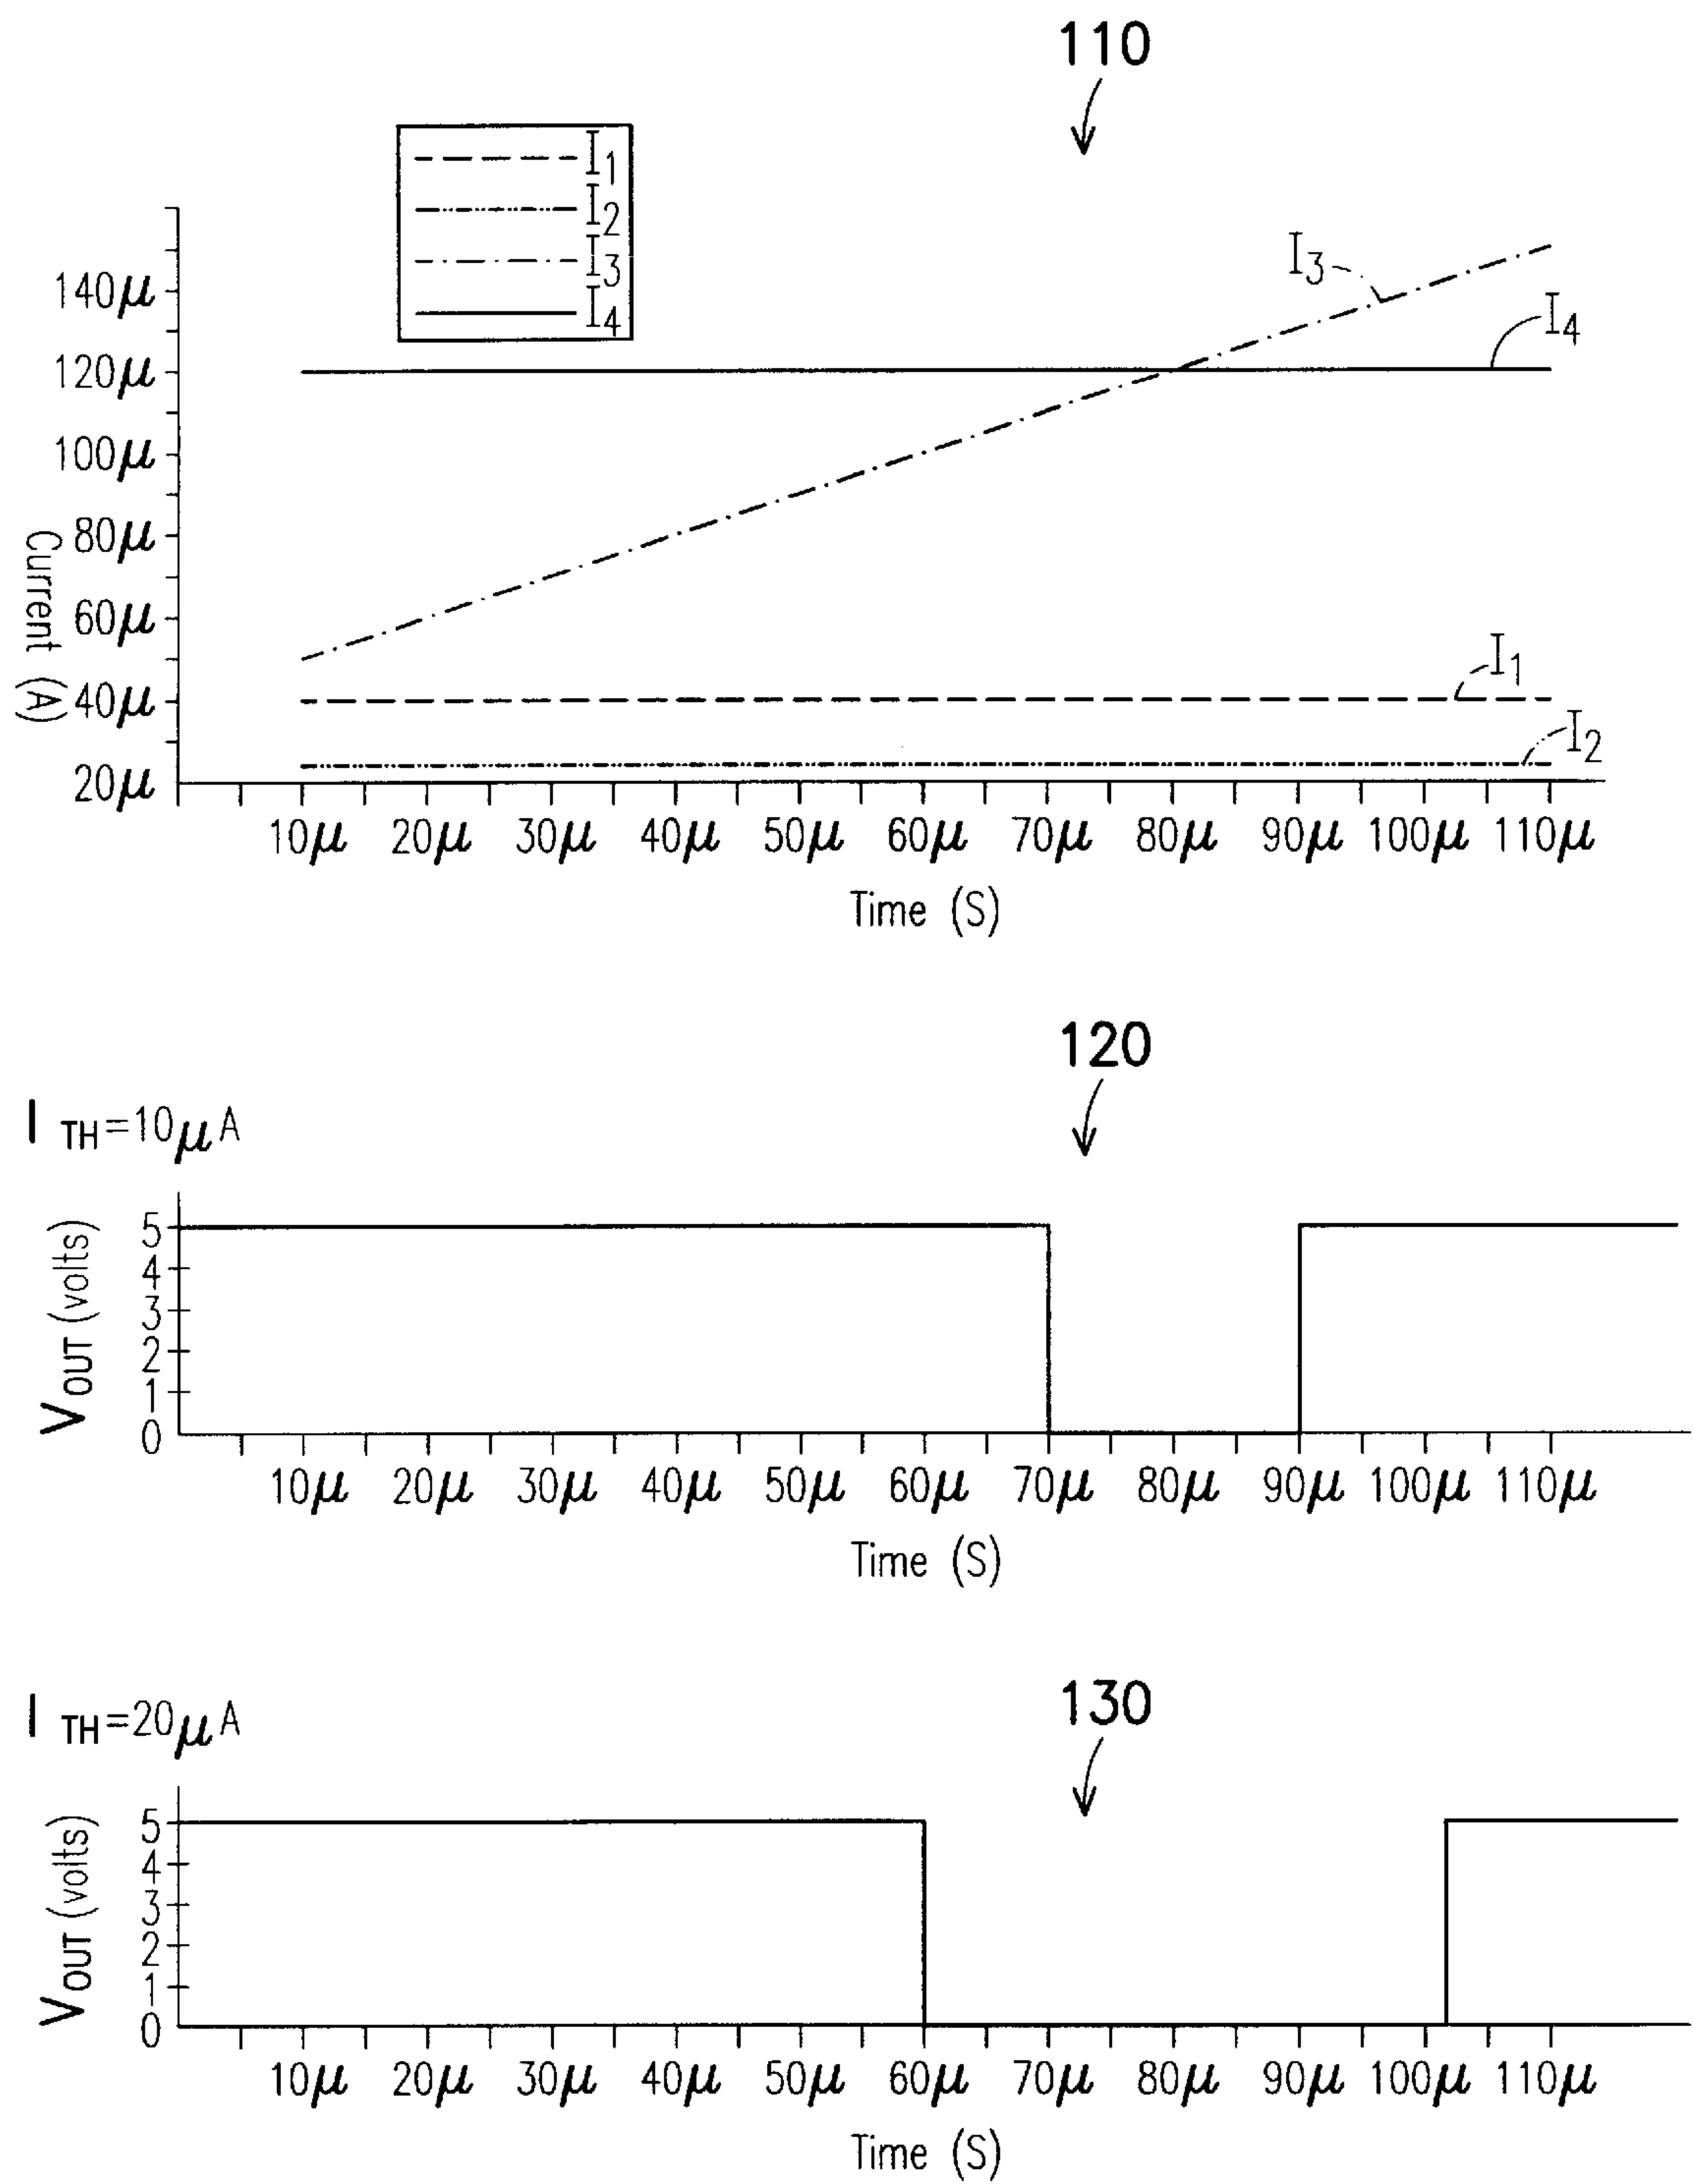 110
I1
I2
I3
I4
I3
I4
I1
I2
140μ
120μ
100μ
80μ
60μ
40μ
20μ
Current (A)
10μ 20μ 30μ 40μ 50μ 60μ 70μ 80μ 90μ 100μ 110μ
Time (S)
120
I TH=10μA
VOUT (volts)
5
4
3
2
1
0
10μ 20μ 30μ 40μ 50μ 60μ 70μ 80μ 90μ 100μ 110μ
Time (S)
130
I TH=20μA
VOUT (volts)
5
4
3
2
1
0
10μ 20μ 30μ 40μ 50μ 60μ 70μ 80μ 90μ 100μ 110μ
Time (S)